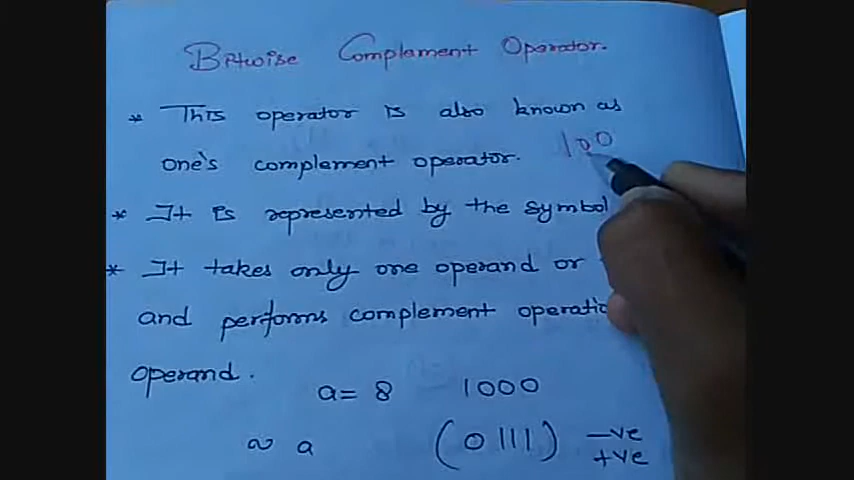 Bitwise Complement Operator.
* This operator is also known as
one's complement operator. 100
* It is represented by the symbol
* It takes only one operand or
and performs complement operatio
operand.
a= 8 1000
~ a (0111) -ve
+ve